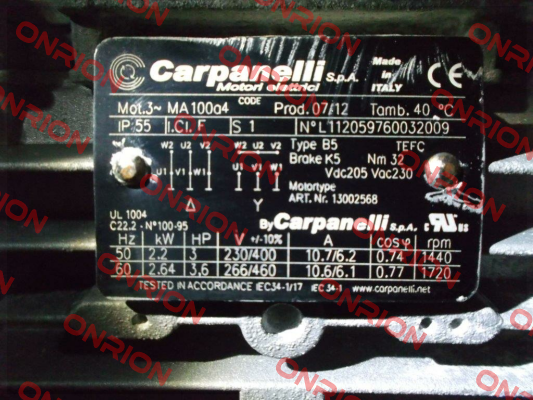 Carpanelli S.p.A.
Motori elettrici
Made in ITALY
CE
CODE
Mot.3~ MA100a4 Prod. 07/12 Tamb. 40 °C
IP 55 I.Cl. F S 1 N° L112059760032009
W2 U2 V2 W2 U2 V2
U1 V1 W1 U1 V1 W1
Δ Y
Type B5 TEFC
Brake K5 Nm 32
Vdc205 Vac230
Motortype
ART. Nr. 13002568
UL 1004
C22.2 - N°100-95
By Carpanelli S.p.A.
Hz kW HP V +/-10% A cosφ rpm
50 2.2 3 230/400 10.7/6.2 0.74 1440
60 2.64 3,6 266/460 10.6/6.1 0.77 1720
TESTED IN ACCORDANCE IEC34-1/17 IEC 34-1 www.carpanelli.net
ONRION